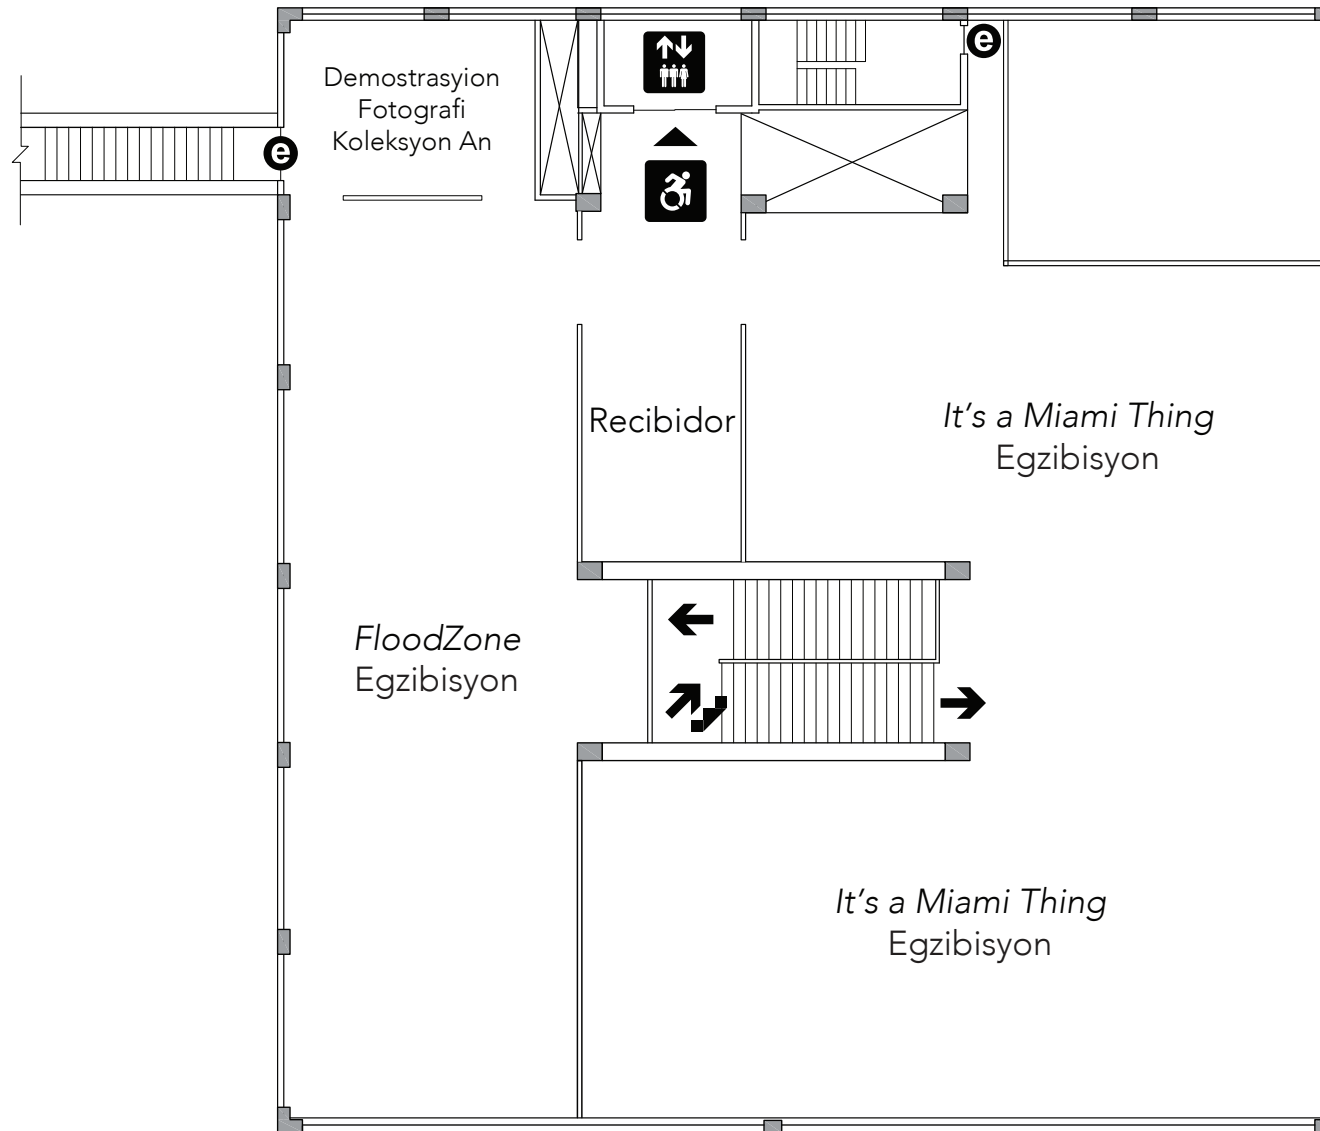 Demostrasyion
Fotografi
Koleksyon An
e
e
Recibidor
It's a Miami Thing
Egzibisyon
FloodZone
Egzibisyon
It's a Miami Thing
Egzibisyon